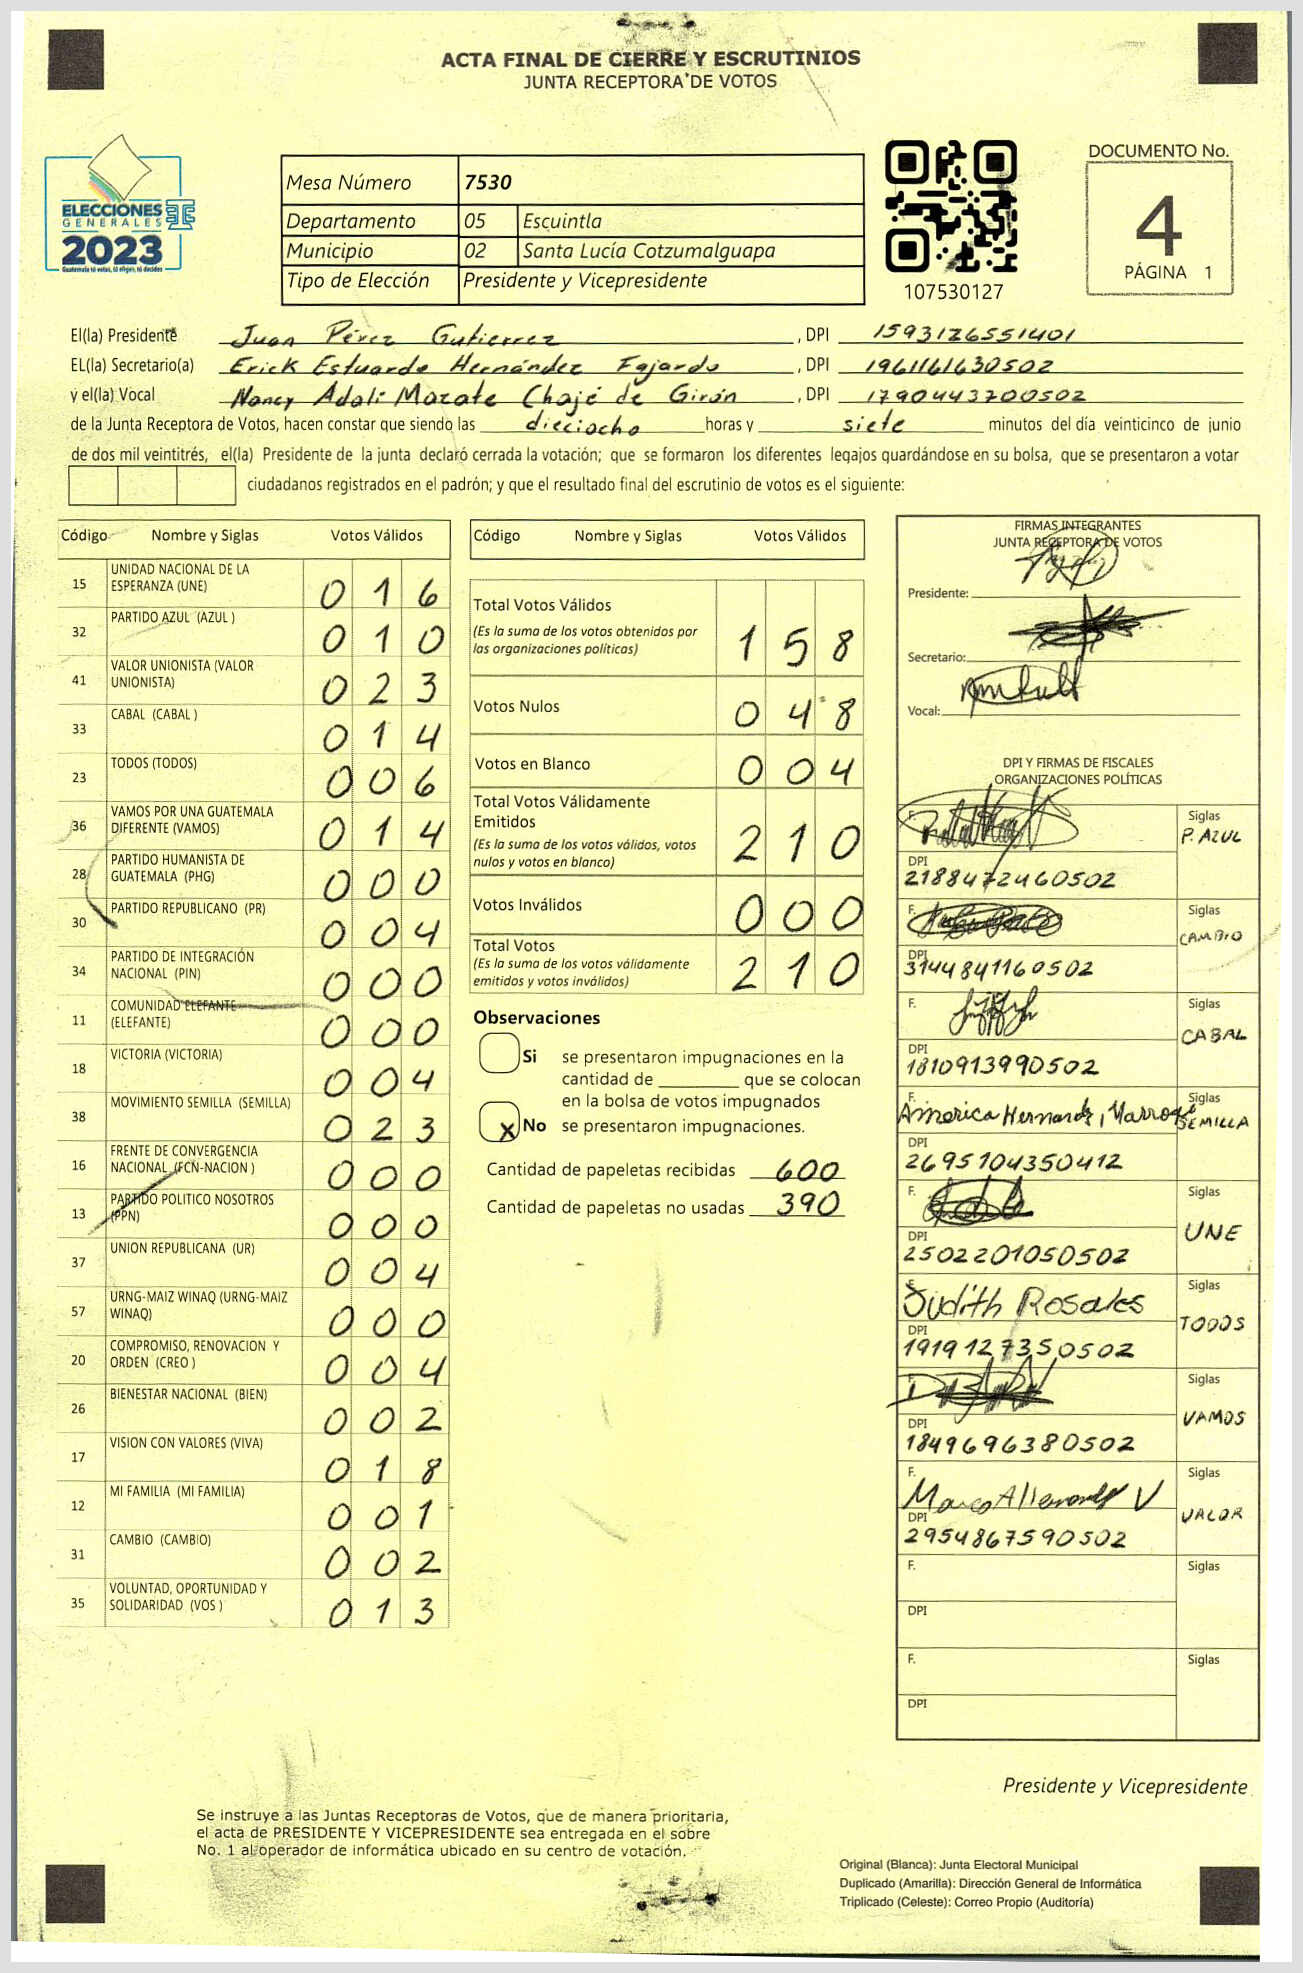 ACTA FINAL DE CIERRE Y ESCRUTINIOS
JUNTA RECEPTORA DE VOTOS
ELECCIONES
GENERALES
2023
Guatemala tú votas, tú eliges, tú decides
Mesa Número 7530
Departamento 05 Escuintla
Municipio 02 Santa Lucía Cotzumalguapa
Tipo de Elección Presidente y Vicepresidente
107530127
DOCUMENTO No.
4
PÁGINA 1
El(la) Presidente Juan Pérez Gutierrez, DPI 1593126551401
EL(la) Secretario(a) Erick Estuardo Hernández Fajardo, DPI 1961161630502
y el(la) Vocal Nancy Adali Mazate Chajé de Girón, DPI 1790443700502
de la Junta Receptora de Votos, hacen constar que siendo las dieciocho horas y siete minutos del día veinticinco de junio
de dos mil veintitrés, el(la) Presidente de la junta declaró cerrada la votación; que se formaron los diferentes legajos guardándose en su bolsa, que se presentaron a votar
ciudadanos registrados en el padrón; y que el resultado final del escrutinio de votos es el siguiente:
Código Nombre y Siglas Votos Válidos
15 UNIDAD NACIONAL DE LA
ESPERANZA (UNE) 0 1 6
32 PARTIDO AZUL (AZUL ) 0 1 0
41 VALOR UNIONISTA (VALOR
UNIONISTA) 0 2 3
33 CABAL (CABAL ) 0 1 4
23 TODOS (TODOS) 0 0 6
36 VAMOS POR UNA GUATEMALA
DIFERENTE (VAMOS) 0 1 4
28 PARTIDO HUMANISTA DE
GUATEMALA (PHG) 0 0 0
30 PARTIDO REPUBLICANO (PR) 0 0 4
34 PARTIDO DE INTEGRACIÓN
NACIONAL (PIN) 0 0 0
11 COMUNIDAD ELEFANTE
(ELEFANTE) 0 0 0
18 VICTORIA (VICTORIA) 0 0 4
38 MOVIMIENTO SEMILLA (SEMILLA) 0 2 3
16 FRENTE DE CONVERGENCIA
NACIONAL (FCN-NACION ) 0 0 0
13 PARTIDO POLITICO NOSOTROS
(PPN) 0 0 0
37 UNION REPUBLICANA (UR) 0 0 4
57 URNG-MAIZ WINAQ (URNG-MAIZ
WINAQ) 0 0 0
20 COMPROMISO, RENOVACION Y
ORDEN (CREO ) 0 0 4
26 BIENESTAR NACIONAL (BIEN) 0 0 2
17 VISION CON VALORES (VIVA) 0 1 8
12 MI FAMILIA (MI FAMILIA) 0 0 1
31 CAMBIO (CAMBIO) 0 0 2
35 VOLUNTAD, OPORTUNIDAD Y
SOLIDARIDAD (VOS ) 0 1 3
Código Nombre y Siglas Votos Válidos
Total Votos Válidos
(Es la suma de los votos obtenidos por
las organizaciones políticas) 1 5 8
Votos Nulos 0 4 8
Votos en Blanco 0 0 4
Total Votos Válidamente
Emitidos
(Es la suma de los votos válidos, votos
nulos y votos en blanco) 2 1 0
Votos Inválidos 0 0 0
Total Votos
(Es la suma de los votos válidamente
emitidos y votos inválidos) 2 1 0
Observaciones
Si se presentaron impugnaciones en la
cantidad de ________ que se colocan
en la bolsa de votos impugnados
x No se presentaron impugnaciones.
Cantidad de papeletas recibidas 600
Cantidad de papeletas no usadas 390
FIRMAS INTEGRANTES
JUNTA RECEPTORA DE VOTOS
Presidente:
Secretario:
Vocal:
DPI Y FIRMAS DE FISCALES
ORGANIZACIONES POLÍTICAS
F. Siglas
P. AZUL
DPI
2188472460502
F. Siglas
CAMBIO
DPI
3144841160502
F. Siglas
CABAL
DPI
1810913990502
F. Siglas
America Hernandz, SEMILLA
DPI
2695104350412
F. Siglas
UNE
DPI
2502201050502
F. Siglas
Judith Rosales TODOS
DPI
1919127350502
F. Siglas
VAMOS
DPI
1849696380502
F. Siglas
Marco V VALOR
DPI
2954867590502
F. Siglas
DPI
F. Siglas
DPI
Presidente y Vicepresidente
Se instruye a las Juntas Receptoras de Votos, que de manera prioritaria,
el acta de PRESIDENTE Y VICEPRESIDENTE sea entregada en el sobre
No. 1 al operador de informática ubicado en su centro de votación.
Original (Blanca): Junta Electoral Municipal
Duplicado (Amarilla): Dirección General de Informática
Triplicado (Celeste): Correo Propio (Auditoría)